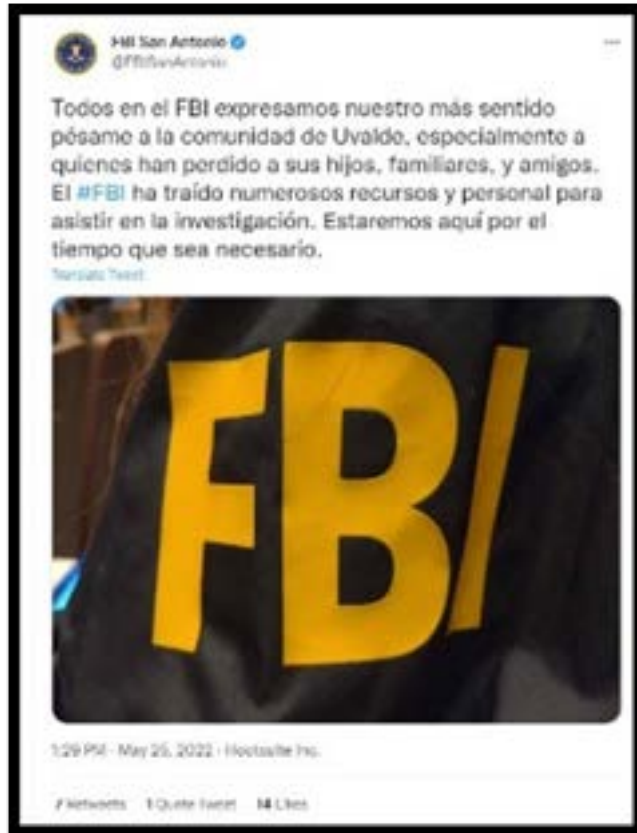 FBI San Antonio
@FBISanAntonio
Todos en el FBI expresamos nuestro más sentido
pésame a la comunidad de Uvalde, especialmente a
quienes han perdido a sus hijos, familiares, y amigos.
El #FBI ha traído numerosos recursos y personal para
asistir en la investigación. Estaremos aquí por el
tiempo que sea necesario.
Translate Tweet
FBI
1:29 PM · May 25, 2022 · Hootsuite Inc.
7 Retweets 1 Quote Tweet 14 Likes